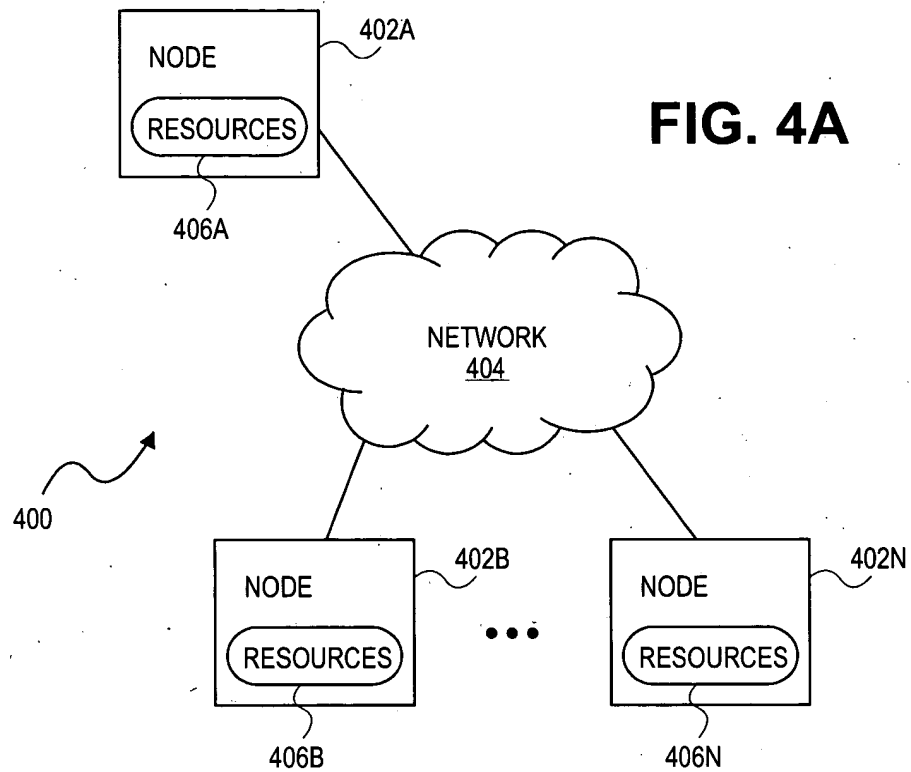 402A
NODE
RESOURCES
406A
FIG. 4A
NETWORK
404
400
402B
NODE
RESOURCES
406B
•••
402N
NODE
RESOURCES
406N